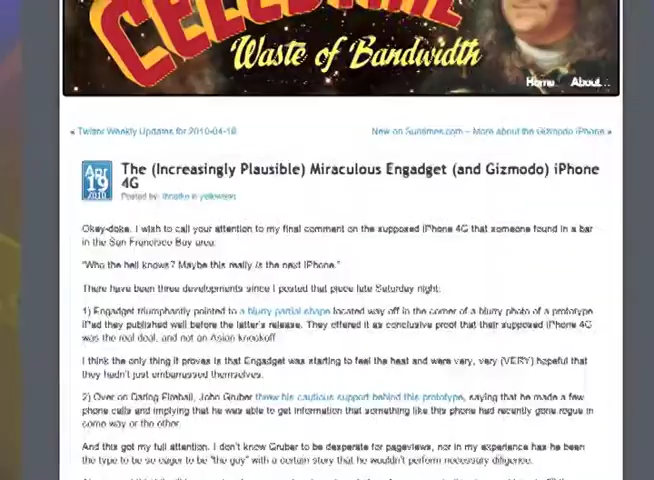 CELESTIAL
Waste of Bandwidth
Home About...
« Twitter Weekly Updates for 2010-04-18
New on Suntimes.com – More about the Gizmodo iPhone »
Apr
19
2010
The (Increasingly Plausible) Miraculous Engadget (and Gizmodo) iPhone
4G
Posted by: Ihnatko in yellowtext
Okay-doke. I wish to call your attention to my final comment on the supposed iPhone 4G that someone found in a bar
in the San Francisco Bay area:
"Who the hell knows? Maybe this really is the next iPhone."
There have been three developments since I posted that piece late Saturday night:
1) Engadget triumphantly pointed to a blurry partial shape located way off in the corner of a blurry photo of a prototype
iPad they published well before the latter's release. They offered it as conclusive proof that their supposed iPhone 4G
was the real deal, and not an Asian knockoff.
I think the only thing it proves is that Engadget was starting to feel the heat and were very, very (VERY) hopeful that
they hadn't just embarrassed themselves.
2) Over on Daring Fireball, John Gruber threw his cautious support behind this prototype, saying that he made a few
phone calls and implying that he was able to get information that something like this phone had recently gone rogue in
some way or the other.
And this got my full attention. I don't know Gruber to be desperate for pageviews, nor in my experience has he been
the type to be so eager to be "the guy" with a certain story that he wouldn't perform necessary diligence.